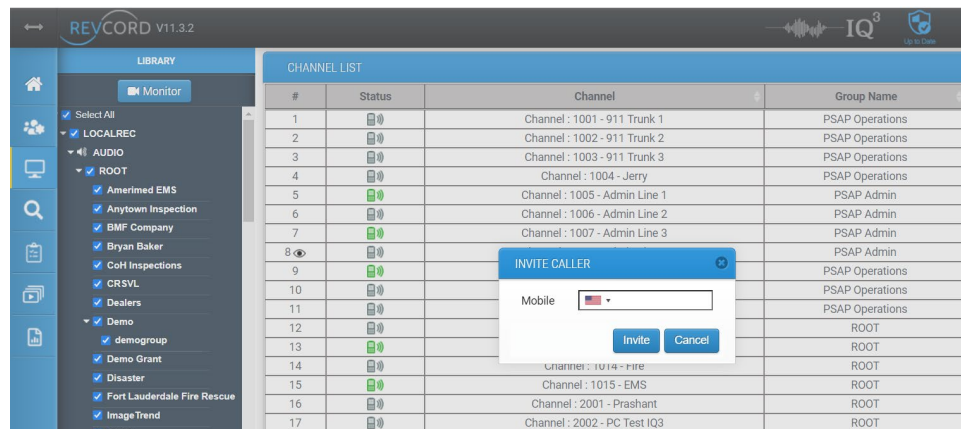 REVCORD V11.3.2
IQ3
Up to Date
LIBRARY
Monitor
Select All
LOCALREC
AUDIO
ROOT
Amerimed EMS
Anytown Inspection
BMF Company
Bryan Baker
CoH Inspections
CRSVL
Dealers
Demo
demogroup
Demo Grant
Disaster
Fort Lauderdale Fire Rescue
ImageTrend
CHANNEL LIST
# Status Channel Group Name
1 Channel : 1001 - 911 Trunk 1 PSAP Operations
2 Channel : 1002 - 911 Trunk 2 PSAP Operations
3 Channel : 1003 - 911 Trunk 3 PSAP Operations
4 Channel : 1004 - Jerry PSAP Operations
5 Channel : 1005 - Admin Line 1 PSAP Admin
6 Channel : 1006 - Admin Line 2 PSAP Admin
7 Channel : 1007 - Admin Line 3 PSAP Admin
8 PSAP Admin
9 PSAP Operations
10 PSAP Operations
11 PSAP Operations
12 ROOT
13 ROOT
14 Channel : 1014 - Fire ROOT
15 Channel : 1015 - EMS ROOT
16 Channel : 2001 - Prashant ROOT
17 Channel : 2002 - PC Test IQ3 ROOT
INVITE CALLER
Mobile
Invite Cancel